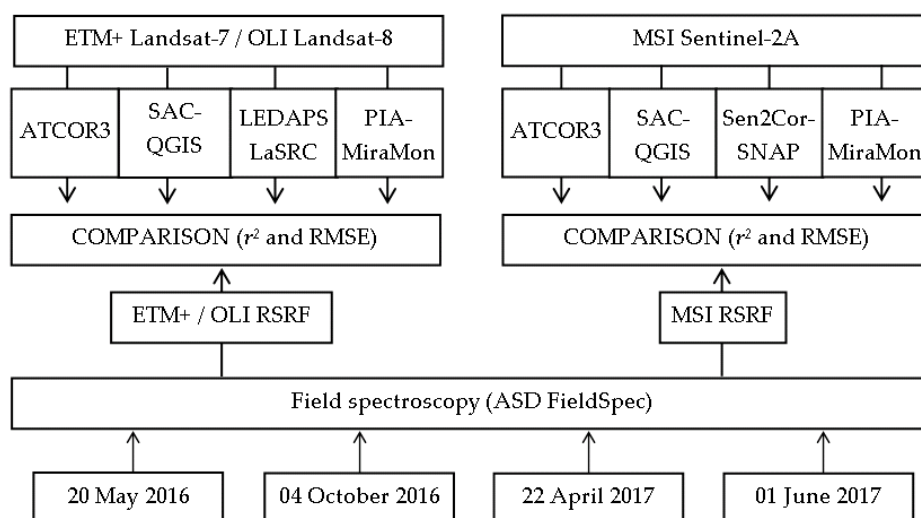 ETM+ Landsat-7 / OLI Landsat-8
ATCOR3
SAC-
QGIS
LEDAPS
LaSRC
PIA-
MiraMon
COMPARISON (r² and RMSE)
ETM+ / OLI RSRF
MSI Sentinel-2A
ATCOR3
SAC-
QGIS
Sen2Cor-
SNAP
PIA-
MiraMon
COMPARISON (r² and RMSE)
MSI RSRF
Field spectroscopy (ASD FieldSpec)
20 May 2016
04 October 2016
22 April 2017
01 June 2017